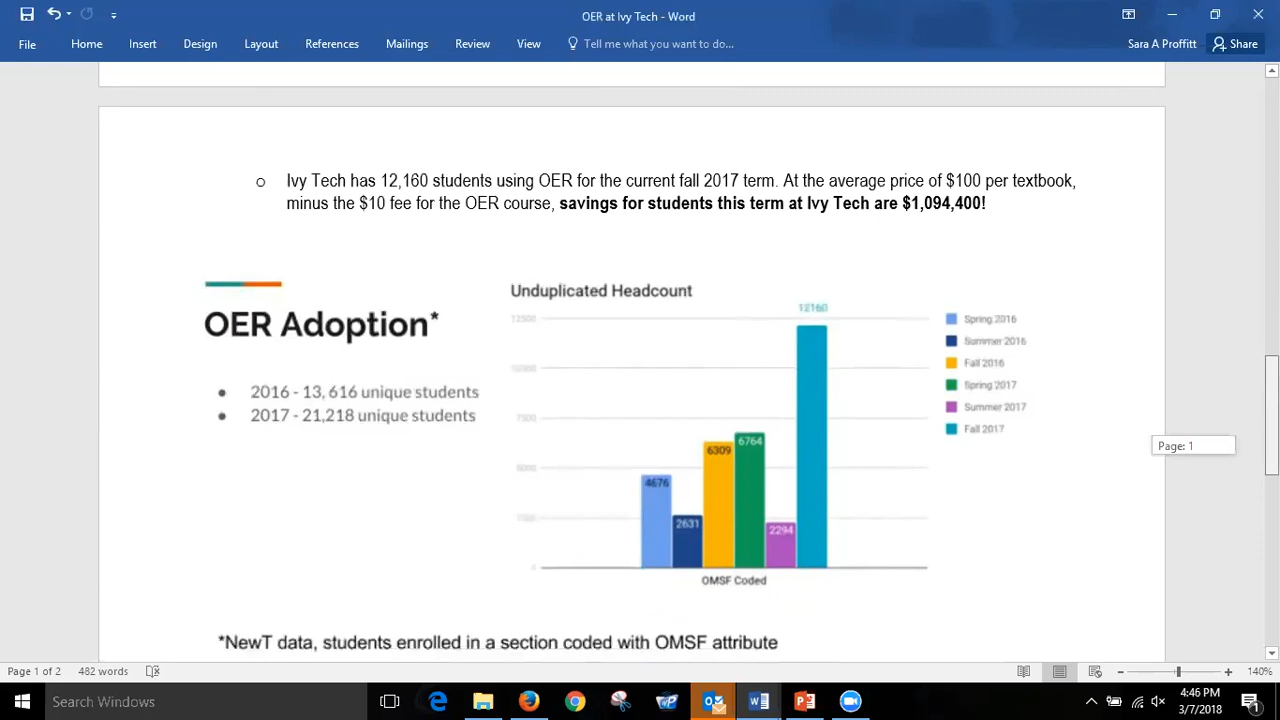 OER at Ivy Tech - Word
File Home Insert Design Layout References Mailings Review View Tell me what you want to do... Sara A Proffitt Share
o Ivy Tech has 12,160 students using OER for the current fall 2017 term. At the average price of $100 per textbook,
minus the $10 fee for the OER course, savings for students this term at Ivy Tech are $1,094,400!
OER Adoption*
• 2016 - 13, 616 unique students
• 2017 - 21,218 unique students
Unduplicated Headcount
12500
7500
5000
0
4676
2631
6309
6764
2294
12160
OMSF Coded
Spring 2016
Summer 2016
Fall 2016
Spring 2017
Summer 2017
Fall 2017
Page: 1
*NewT data, students enrolled in a section coded with OMSF attribute
Page 1 of 2 482 words 140%
Search Windows
4:46 PM
3/7/2018